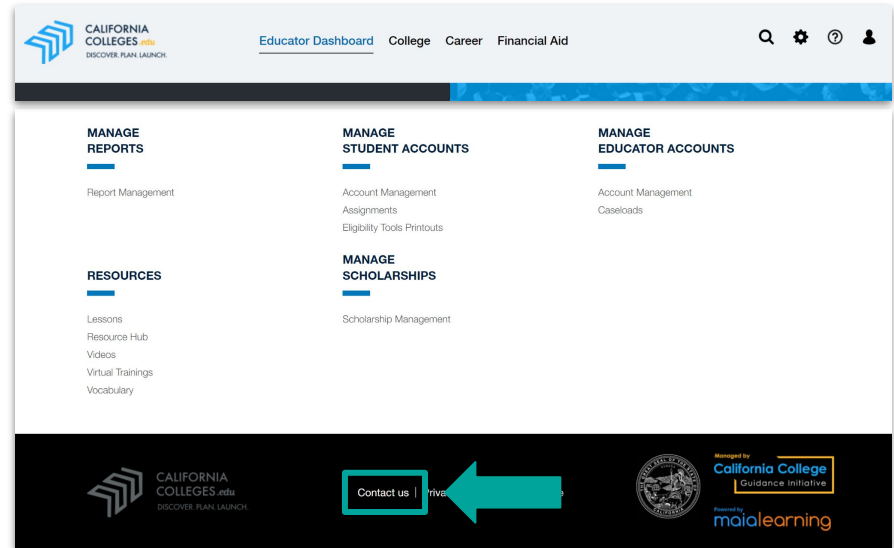 CALIFORNIA
COLLEGES.edu
DISCOVER. PLAN. LAUNCH.
Educator Dashboard College Career Financial Aid
MANAGE
REPORTS
Report Management
MANAGE
STUDENT ACCOUNTS
Account Management
Assignments
Eligibility Tools Printouts
MANAGE
EDUCATOR ACCOUNTS
Account Management
Caseloads
RESOURCES
Lessons
Resource Hub
Videos
Virtual Trainings
Vocabulary
MANAGE
SCHOLARSHIPS
Scholarship Management
CALIFORNIA
COLLEGES.edu
DISCOVER. PLAN. LAUNCH.
Contact us |
Managed by
California College
Guidance Initiative
Powered by
maialearning